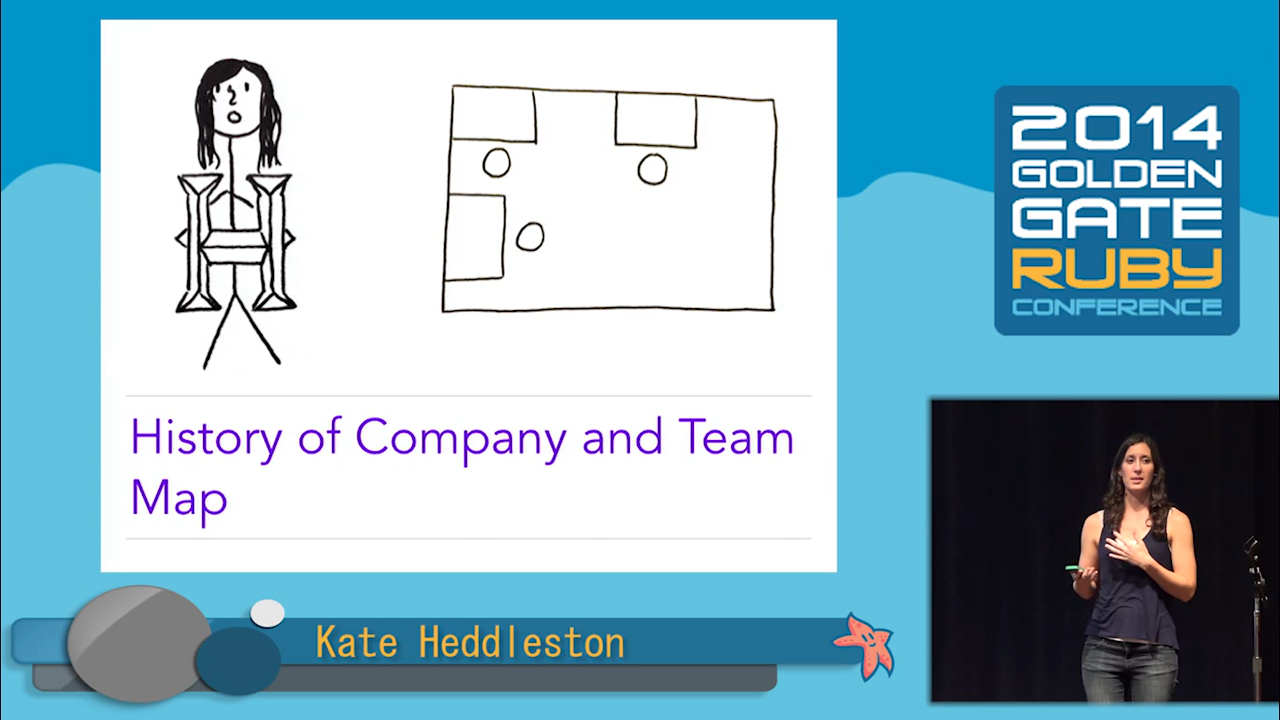 2014
GOLDEN
GATE
RUBY
CONFERENCE
History of Company and Team
Map
Kate Heddleston